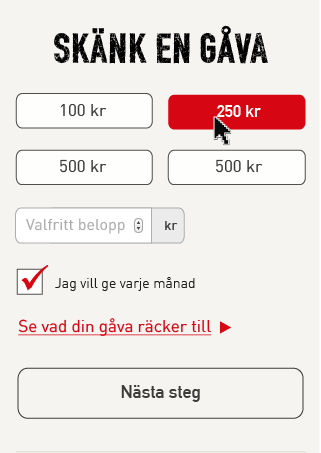 SKÄNK EN GÅVA
100 kr
250 kr
500 kr
500 kr
Valfritt belopp kr
Jag vill ge varje månad
Se vad din gåva räcker till
Nästa steg